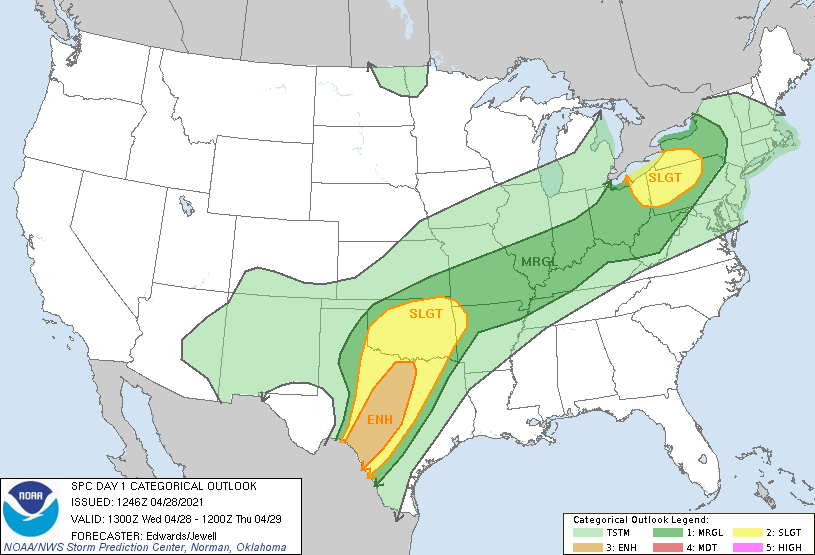 SLGT
MRGL
SLGT
ENH
NOAA
SPC DAY 1 CATEGORICAL OUTLOOK
ISSUED: 1246Z 04/28/2021
VALID: 1300Z Wed 04/28 - 1200Z Thu 04/29
FORECASTER: Edwards/Jewell
NOAA/NWS Storm Prediction Center, Norman, Oklahoma
Categorical Outlook Legend:
TSTM 1: MRGL 2: SLGT
3: ENH 4: MDT 5: HIGH